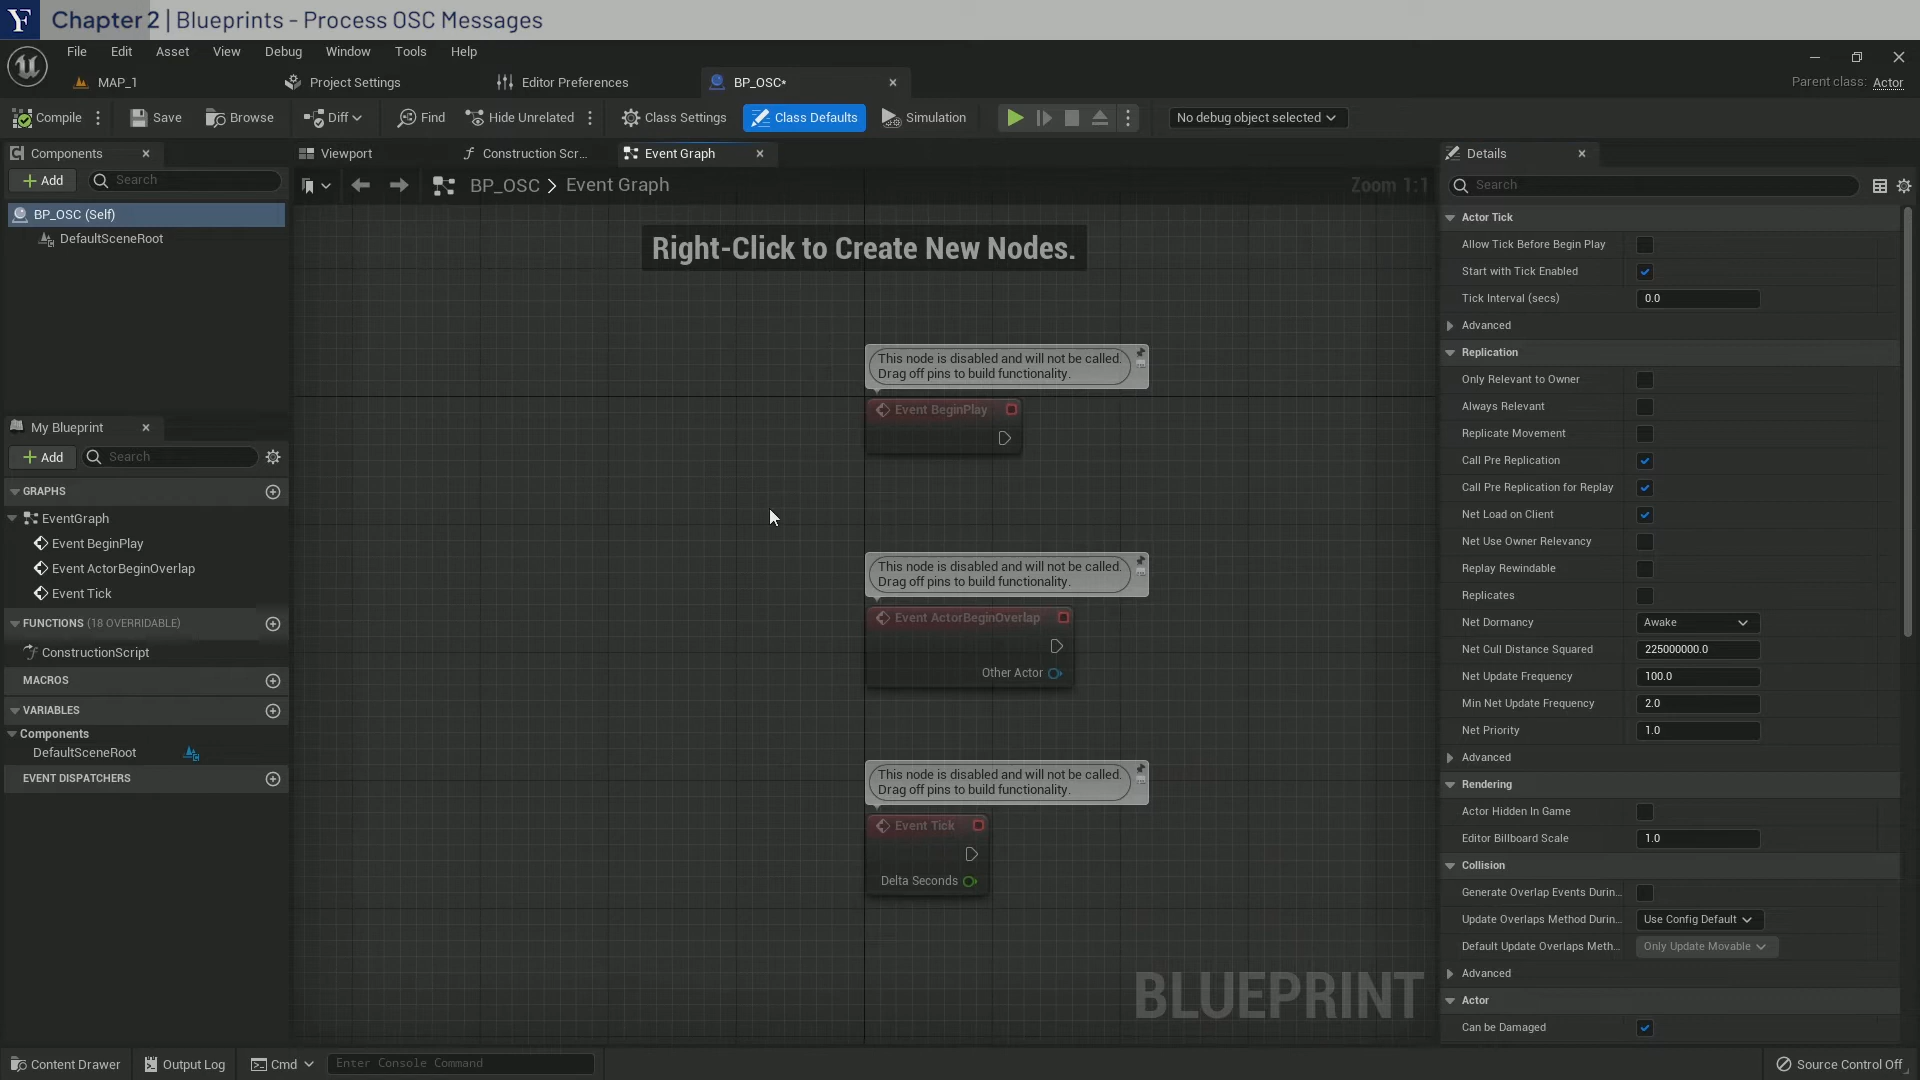 Chapter 2 | Blueprints - Process OSC Messages
File Edit Asset View Debug Window Tools Help
MAP_1 Project Settings Editor Preferences BP_OSC*
Parent class: Actor
Compile Save Browse Diff Find Hide Unrelated Class Settings Class Defaults Simulation No debug object selected
Components
Add Search
BP_OSC (Self)
DefaultSceneRoot
My Blueprint
Add Search
GRAPHS
EventGraph
Event BeginPlay
Event ActorBeginOverlap
Event Tick
FUNCTIONS (18 OVERRIDABLE)
ConstructionScript
MACROS
VARIABLES
Components
DefaultSceneRoot
EVENT DISPATCHERS
Viewport Construction Scr... Event Graph
BP_OSC > Event Graph Zoom 1:1
Right-Click to Create New Nodes.
This node is disabled and will not be called.
Drag off pins to build functionality.
Event BeginPlay
This node is disabled and will not be called.
Drag off pins to build functionality.
Event ActorBeginOverlap
Other Actor
This node is disabled and will not be called.
Drag off pins to build functionality.
Event Tick
Delta Seconds
BLUEPRINT
Details
Search
Actor Tick
Allow Tick Before Begin Play
Start with Tick Enabled
Tick Interval (secs) 0.0
Advanced
Replication
Only Relevant to Owner
Always Relevant
Replicate Movement
Call Pre Replication
Call Pre Replication for Replay
Net Load on Client
Net Use Owner Relevancy
Replay Rewindable
Replicates
Net Dormancy Awake
Net Cull Distance Squared 225000000.0
Net Update Frequency 100.0
Min Net Update Frequency 2.0
Net Priority 1.0
Advanced
Rendering
Actor Hidden In Game
Editor Billboard Scale 1.0
Collision
Generate Overlap Events Durin...
Update Overlaps Method Durin... Use Config Default
Default Update Overlaps Meth... Only Update Movable
Advanced
Actor
Can be Damaged
Content Drawer Output Log Cmd Enter Console Command Source Control Off